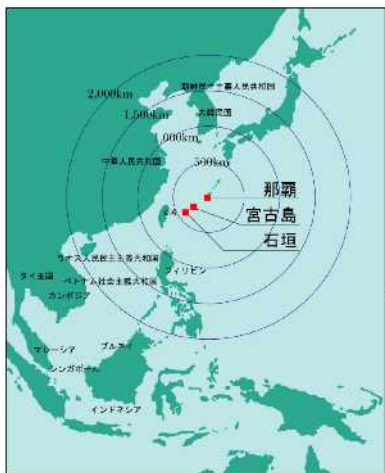 朝鮮民主主義人民共和国
2,000km
大韓民国
1,500km
1,000km
中華人民共和国
500km
那覇
宮古島
石垣
ラオス人民民主主義共和国
フィリピン
タイ王国
ベトナム社会主義共和国
カンボジア
マレーシア
ブルネイ
シンガポール
インドネシア